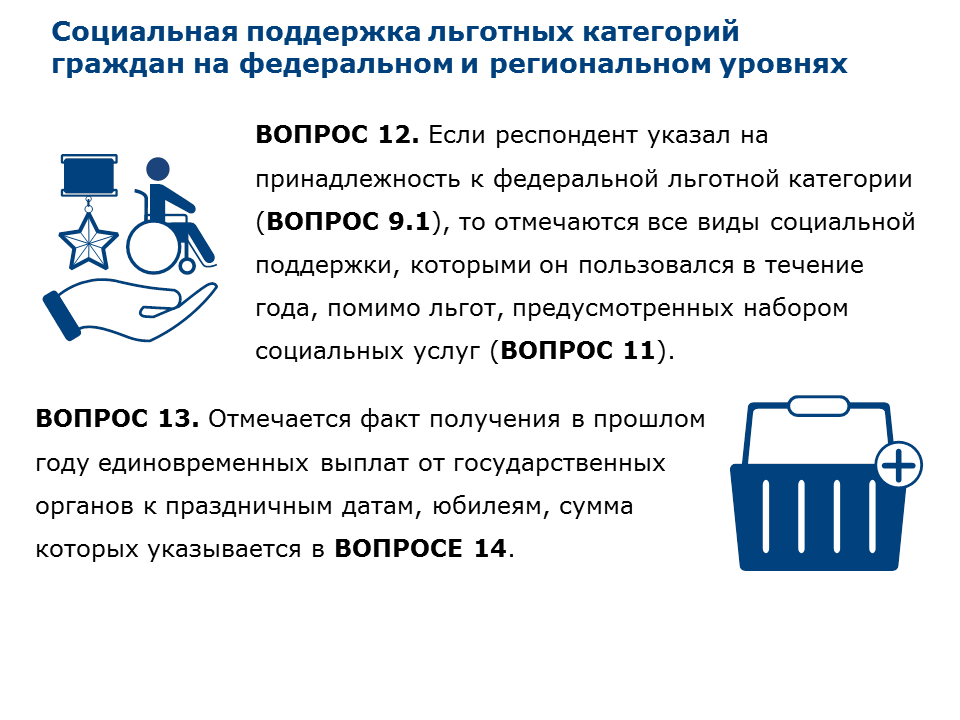 Социальная поддержка льготных категорий
граждан на федеральном и региональном уровнях
ВОПРОС 12. Если респондент указал на
принадлежность к федеральной льготной категории
(ВОПРОС 9.1), то отмечаются все виды социальной
поддержки, которыми он пользовался в течение
года, помимо льгот, предусмотренных набором
социальных услуг (ВОПРОС 11).
ВОПРОС 13. Отмечается факт получения в прошлом
году единовременных выплат от государственных
органов к праздничным датам, юбилеям, сумма
которых указывается в ВОПРОСЕ 14.